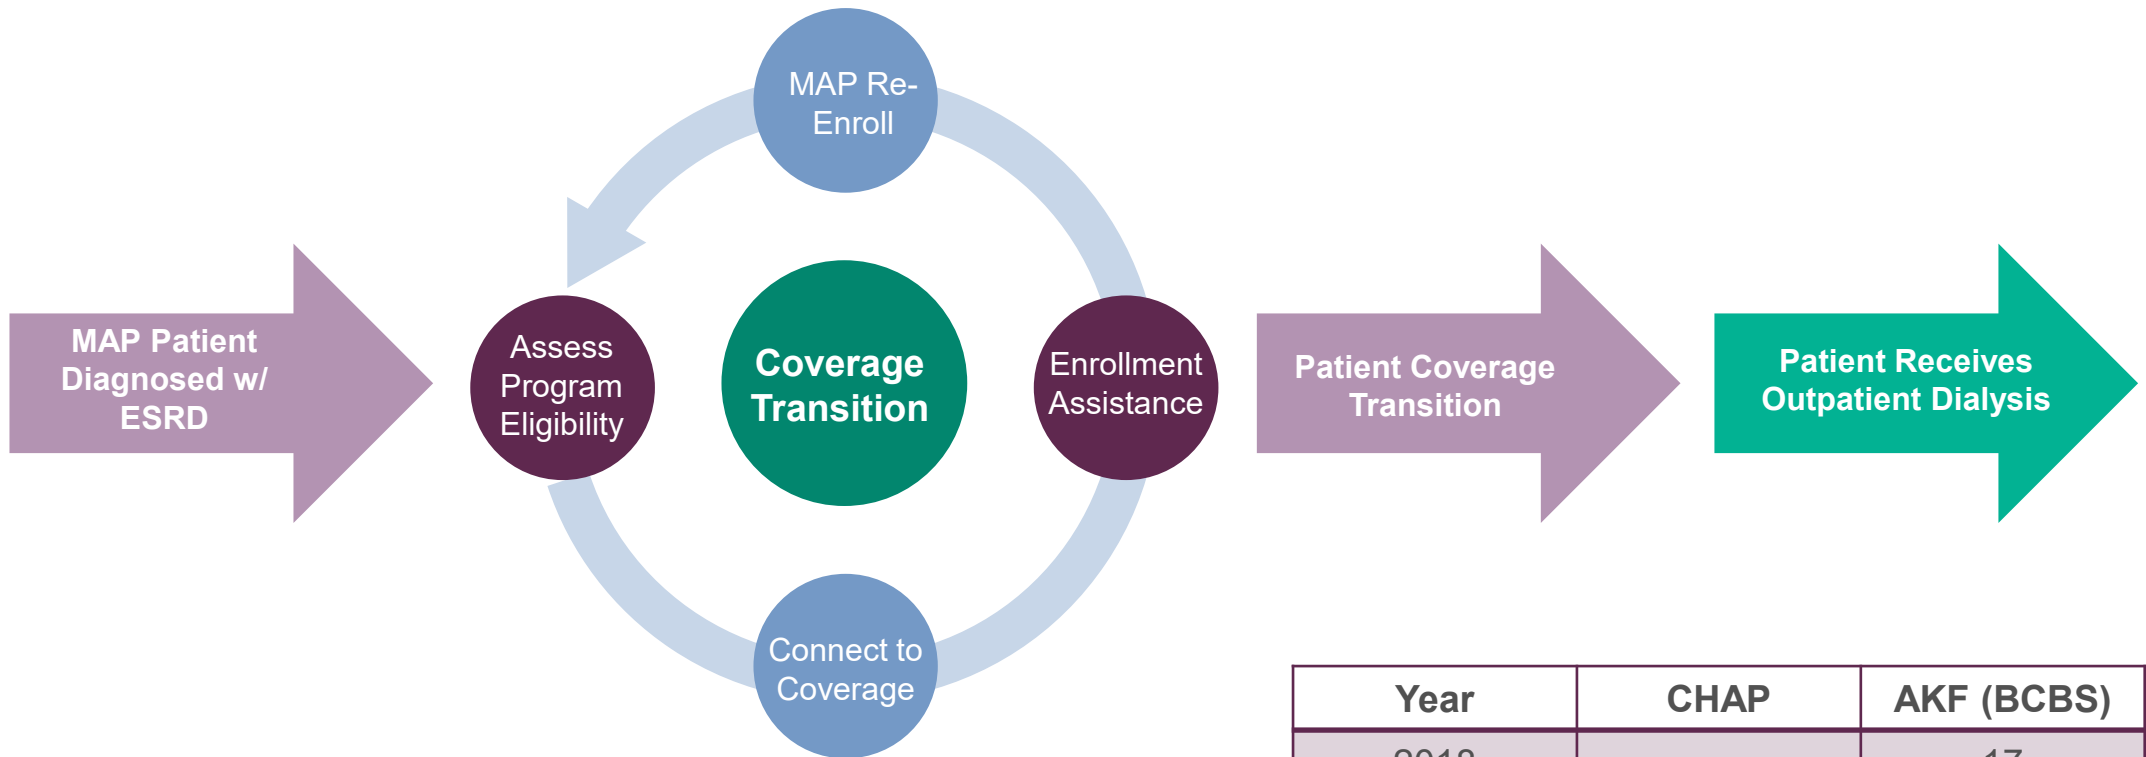 MAP Re-
Enroll
MAP Patient
Diagnosed w/
ESRD
Assess
Program
Eligibility
Coverage
Transition
Enrollment
Assistance
Patient Coverage
Transition
Patient Receives
Outpatient Dialysis
Connect to
Coverage
Year CHAP AKF (BCBS)